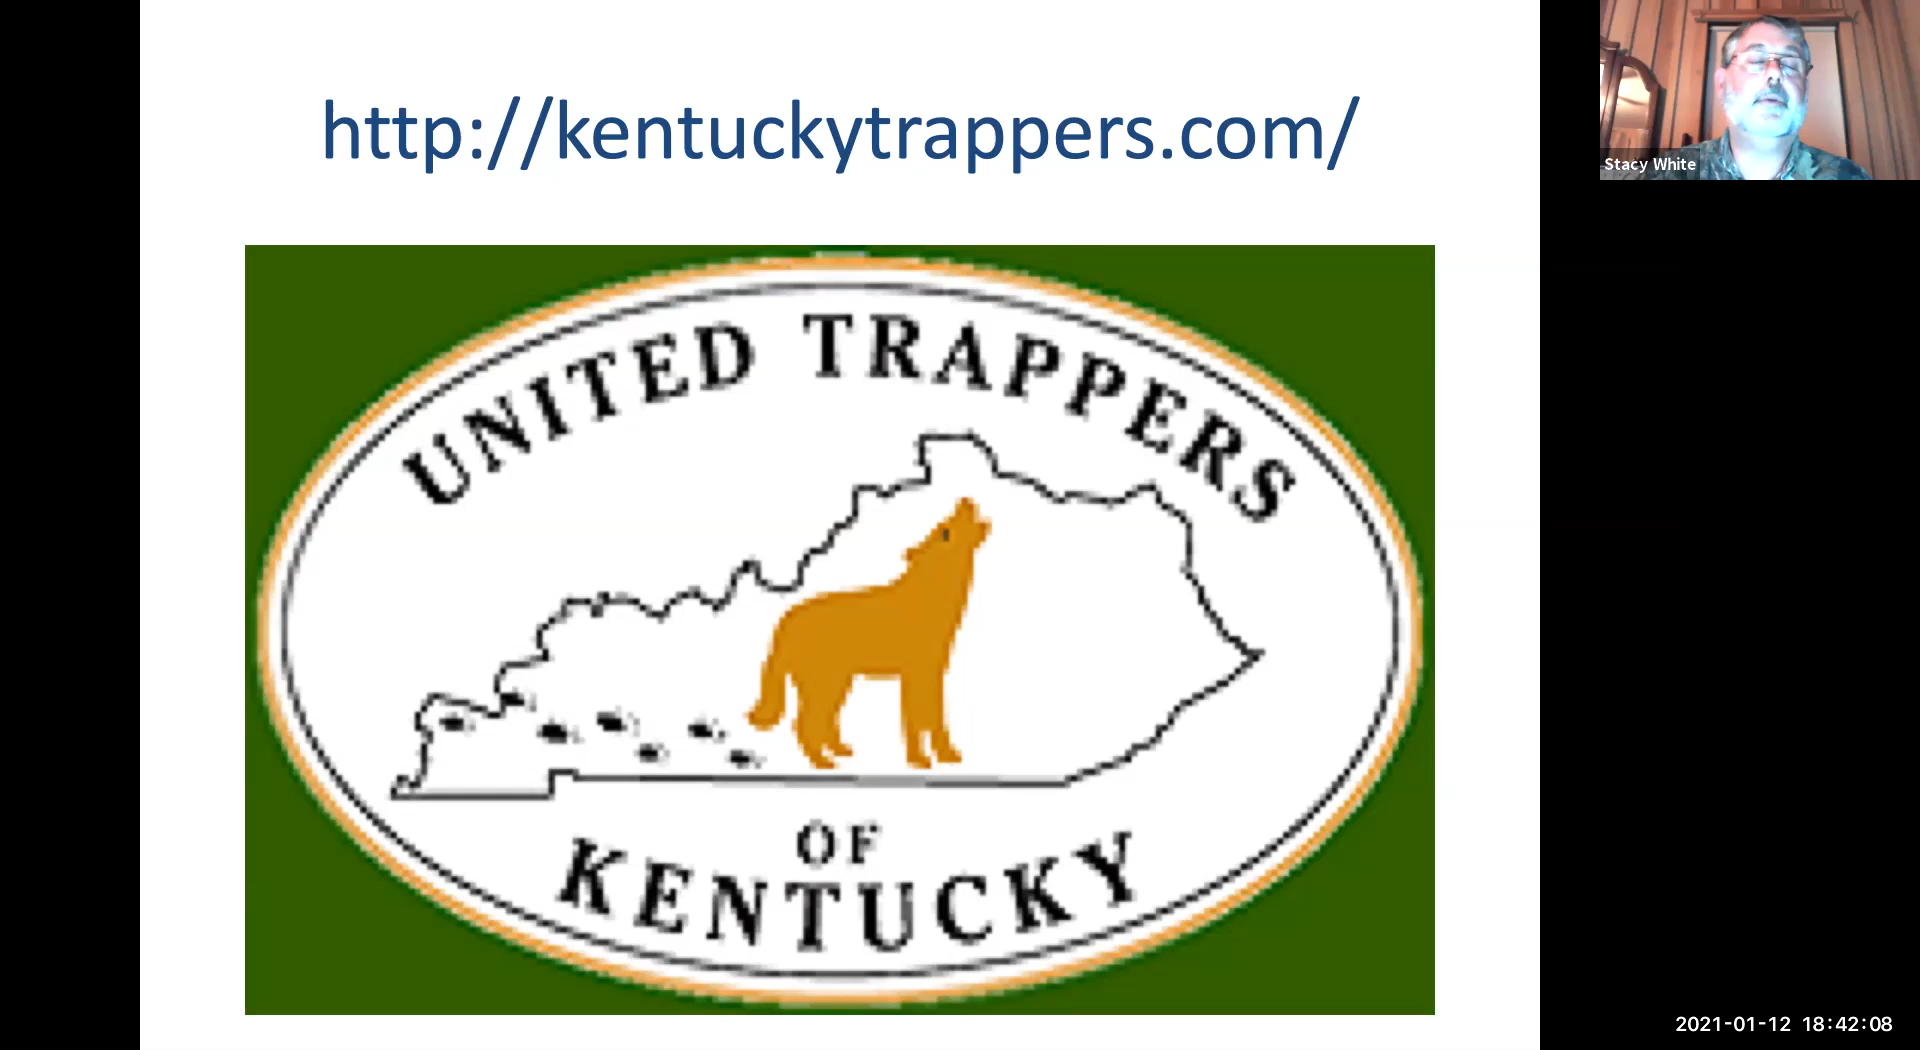 http://kentuckytrappers.com/
UNITED TRAPPERS
OF
KENTUCKY
Stacy White
2021-01-12 18:42:08